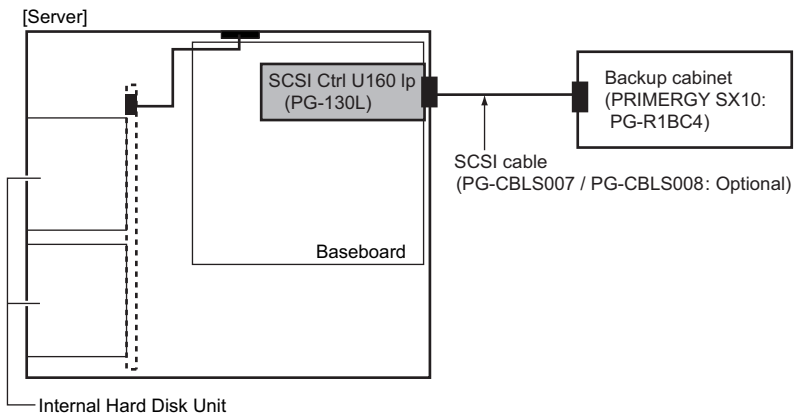 [Server]
SCSI Ctrl U160 lp
(PG-130L)
Backup cabinet
(PRIMERGY SX10:
PG-R1BC4)
SCSI cable
(PG-CBLS007 / PG-CBLS008: Optional)
Baseboard
Internal Hard Disk Unit